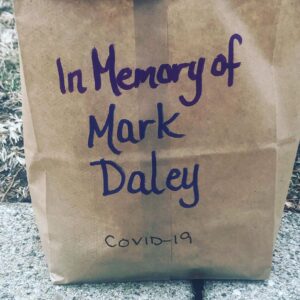 In Memory of
Mark
Daley
COVID-19